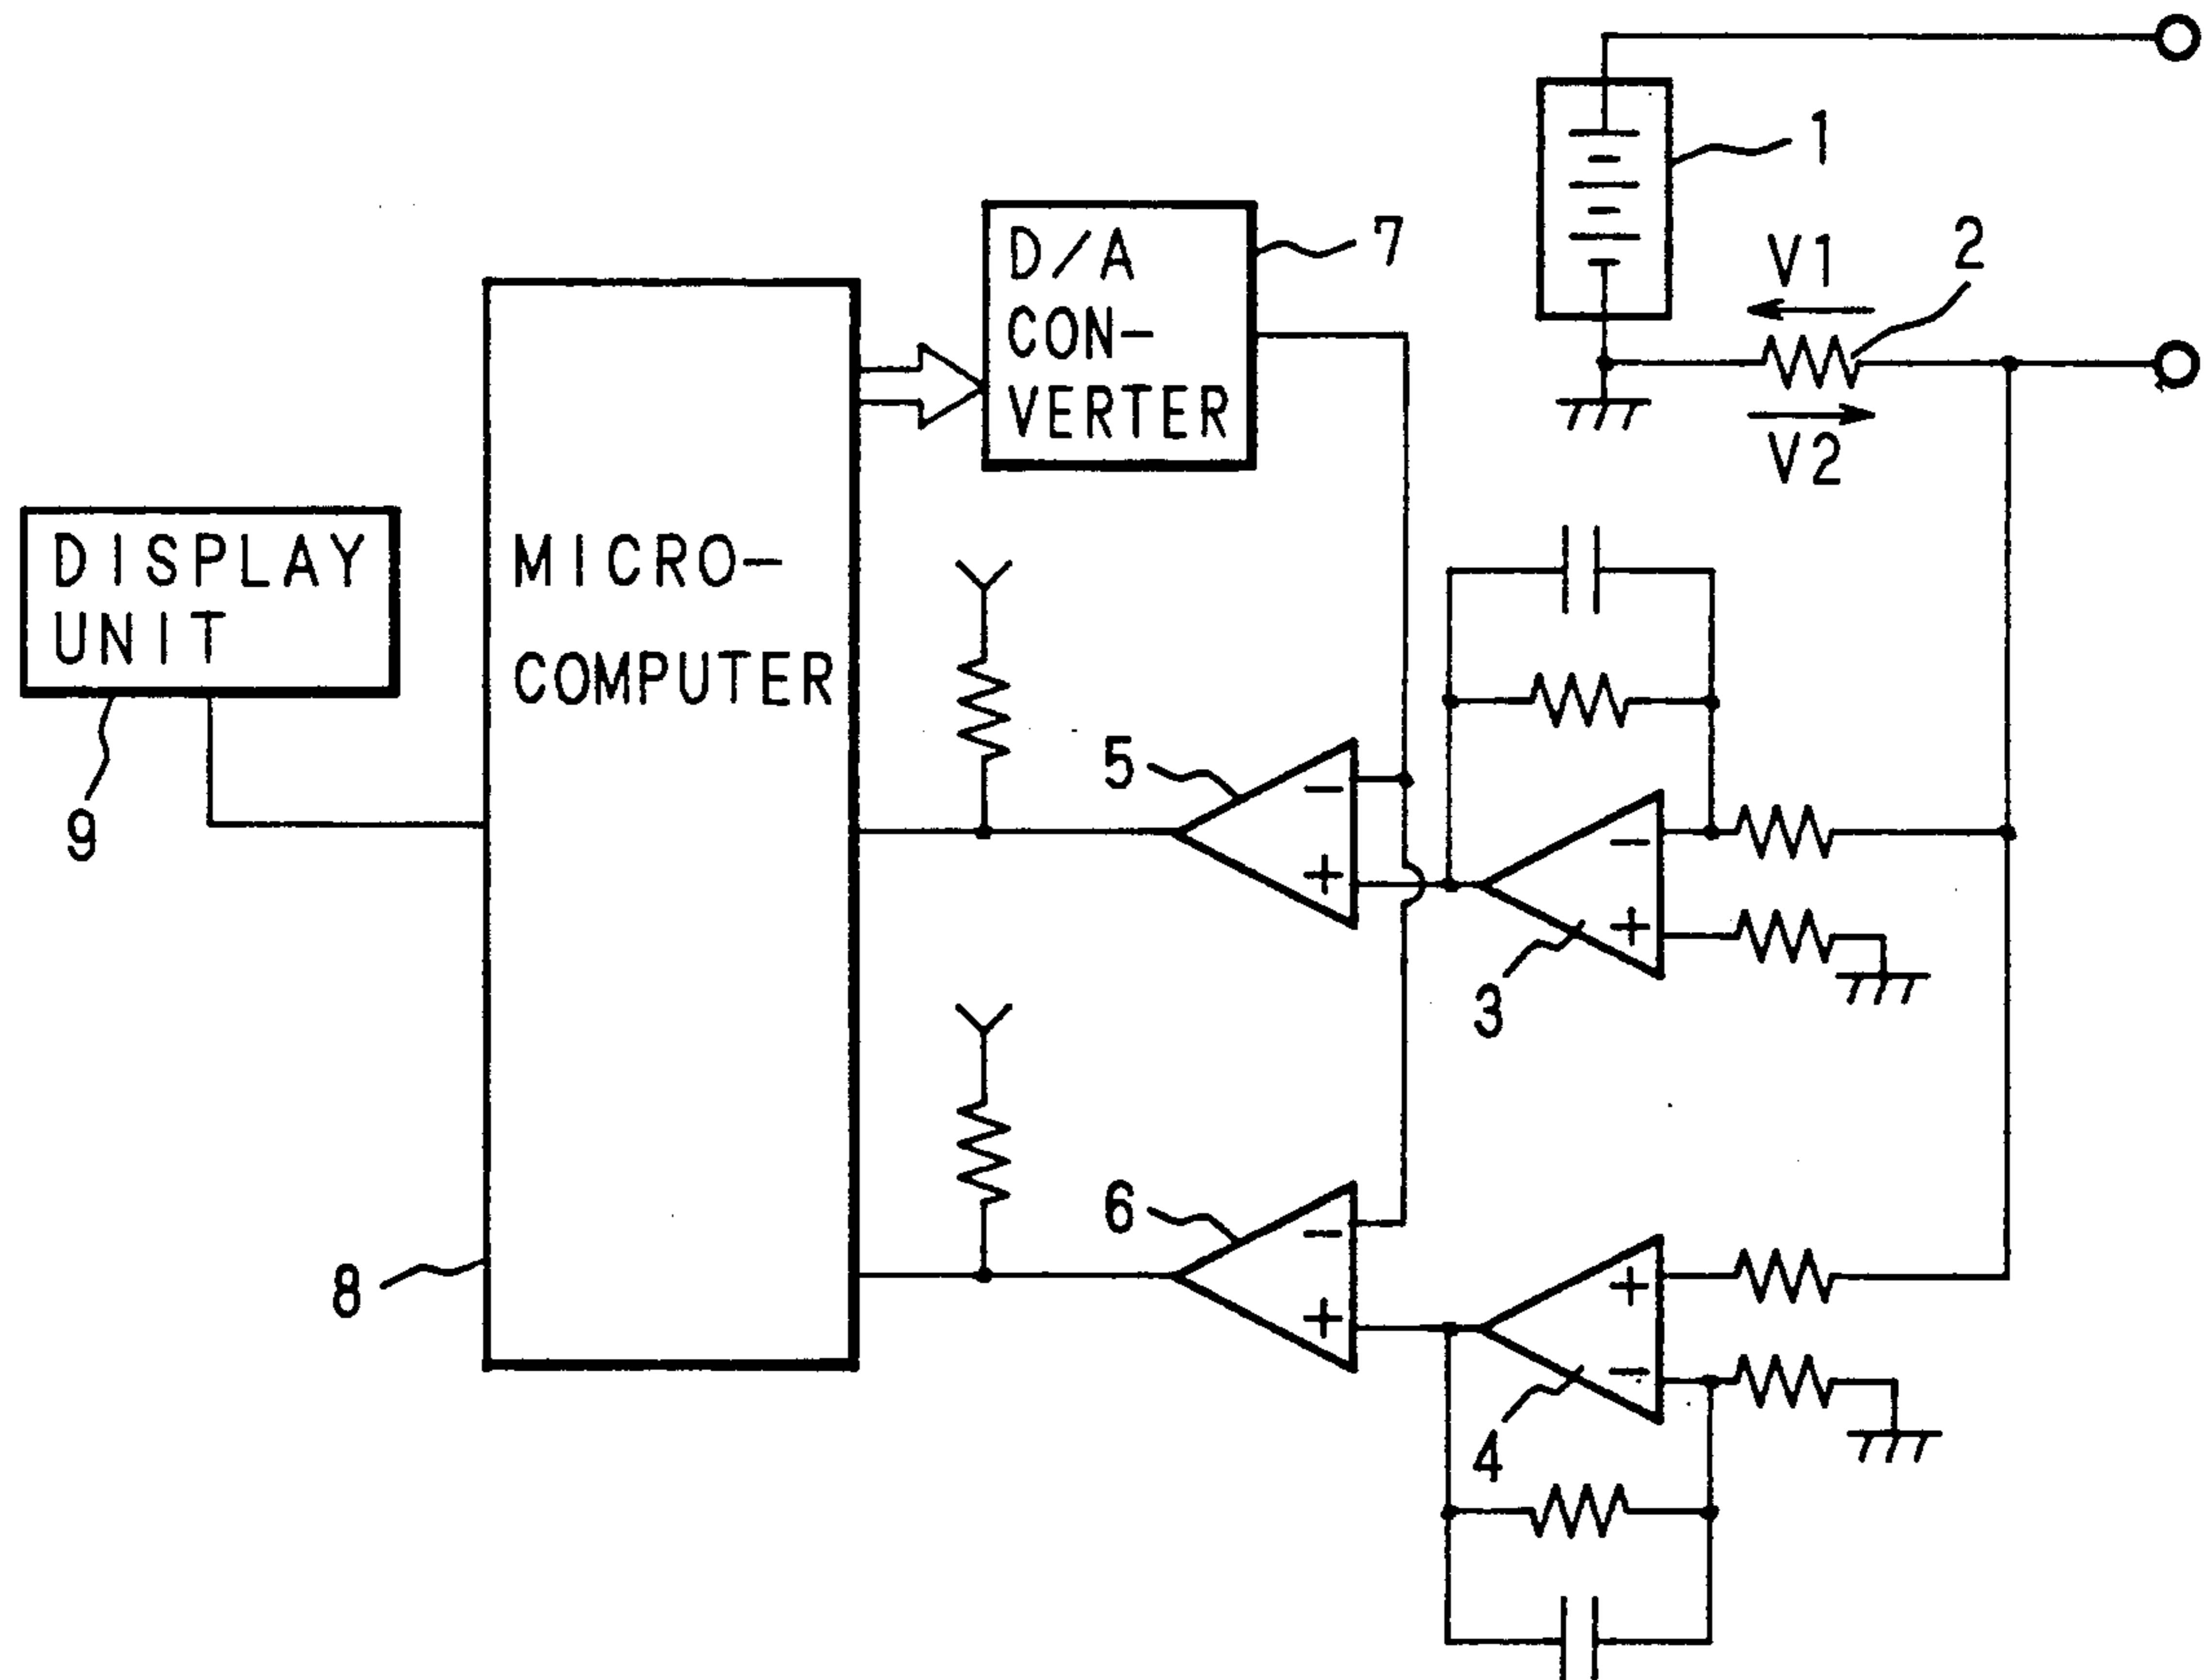 1
2
V1
V2
D/A
CON-
VERTER
7
DISPLAY
UNIT
MICRO-
COMPUTER
5
-
+
-
+
3
9
8
6
-
+
+
-
4